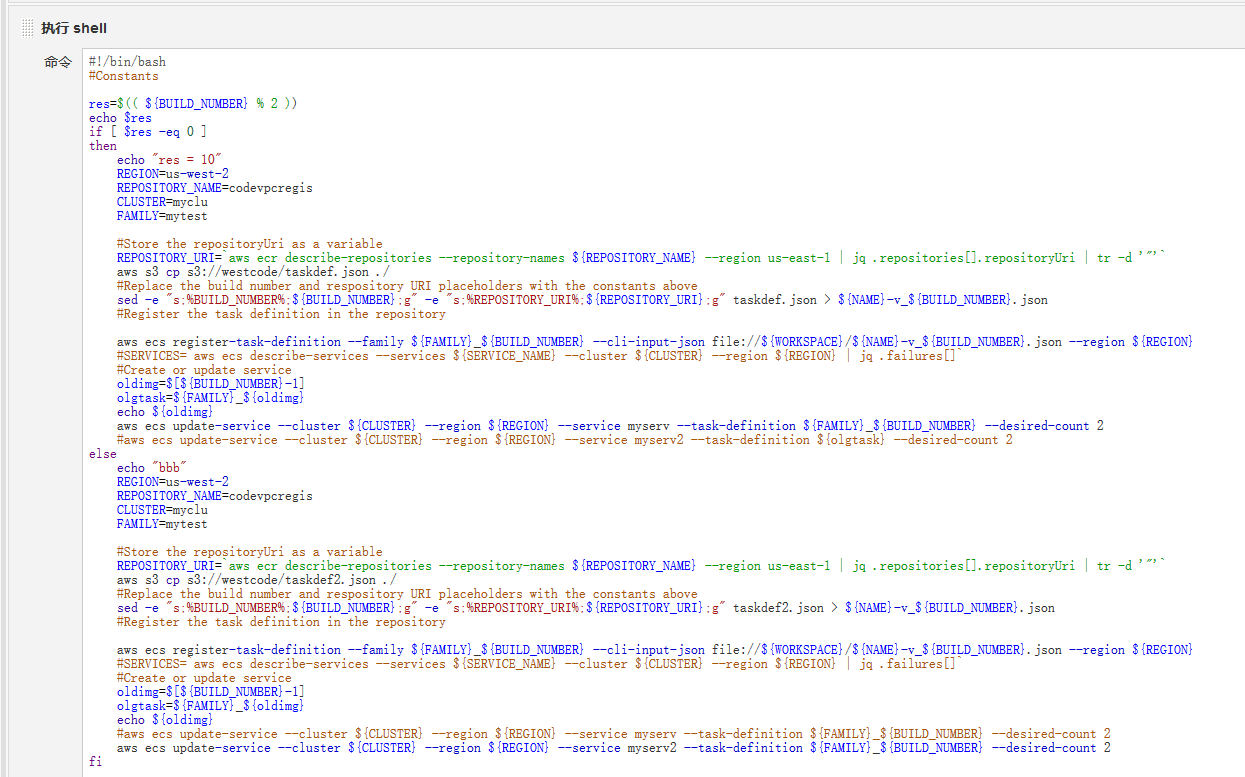 执行 shell
命令
#!/bin/bash
#Constants
res=$(( ${BUILD_NUMBER} % 2 ))
echo $res
if [ $res -eq 0 ]
then
    echo "res = 10"
    REGION=us-west-2
    REPOSITORY_NAME=codevpcregis
    CLUSTER=myclu
    FAMILY=mytest
    #Store the repositoryUri as a variable
    REPOSITORY_URI=`aws ecr describe-repositories --repository-names ${REPOSITORY_NAME} --region us-east-1 | jq .repositories[].repositoryUri | tr -d '"'`
    aws s3 cp s3://westcode/taskdef.json ./
    #Replace the build number and respository URI placeholders with the constants above
    sed -e "s;%BUILD_NUMBER%;${BUILD_NUMBER};g" -e "s;%REPOSITORY_URI%;${REPOSITORY_URI};g" taskdef.json > ${NAME}-v_${BUILD_NUMBER}.json
    #Register the task definition in the repository
    aws ecs register-task-definition --family ${FAMILY}_${BUILD_NUMBER} --cli-input-json file://${WORKSPACE}/${NAME}-v_${BUILD_NUMBER}.json --region ${REGION}
    #SERVICES=`aws ecs describe-services --services ${SERVICE_NAME} --cluster ${CLUSTER} --region ${REGION} | jq .failures[]`
    #Create or update service
    oldimg=$[${BUILD_NUMBER}-1]
    olgtask=${FAMILY}_${oldimg}
    echo ${oldimg}
    aws ecs update-service --cluster ${CLUSTER} --region ${REGION} --service myserv --task-definition ${FAMILY}_${BUILD_NUMBER} --desired-count 2
    #aws ecs update-service --cluster ${CLUSTER} --region ${REGION} --service myserv2 --task-definition ${olgtask} --desired-count 2
else
    echo "bbb"
    REGION=us-west-2
    REPOSITORY_NAME=codevpcregis
    CLUSTER=myclu
    FAMILY=mytest
    #Store the repositoryUri as a variable
    REPOSITORY_URI=`aws ecr describe-repositories --repository-names ${REPOSITORY_NAME} --region us-east-1 | jq .repositories[].repositoryUri | tr -d '"'`
    aws s3 cp s3://westcode/taskdef2.json ./
    #Replace the build number and respository URI placeholders with the constants above
    sed -e "s;%BUILD_NUMBER%;${BUILD_NUMBER};g" -e "s;%REPOSITORY_URI%;${REPOSITORY_URI};g" taskdef2.json > ${NAME}-v_${BUILD_NUMBER}.json
    #Register the task definition in the repository
    aws ecs register-task-definition --family ${FAMILY}_${BUILD_NUMBER} --cli-input-json file://${WORKSPACE}/${NAME}-v_${BUILD_NUMBER}.json --region ${REGION}
    #SERVICES=`aws ecs describe-services --services ${SERVICE_NAME} --cluster ${CLUSTER} --region ${REGION} | jq .failures[]`
    #Create or update service
    oldimg=$[${BUILD_NUMBER}-1]
    olgtask=${FAMILY}_${oldimg}
    echo ${oldimg}
    #aws ecs update-service --cluster ${CLUSTER} --region ${REGION} --service myserv --task-definition ${FAMILY}_${BUILD_NUMBER} --desired-count 2
    aws ecs update-service --cluster ${CLUSTER} --region ${REGION} --service myserv2 --task-definition ${FAMILY}_${BUILD_NUMBER} --desired-count 2
fi